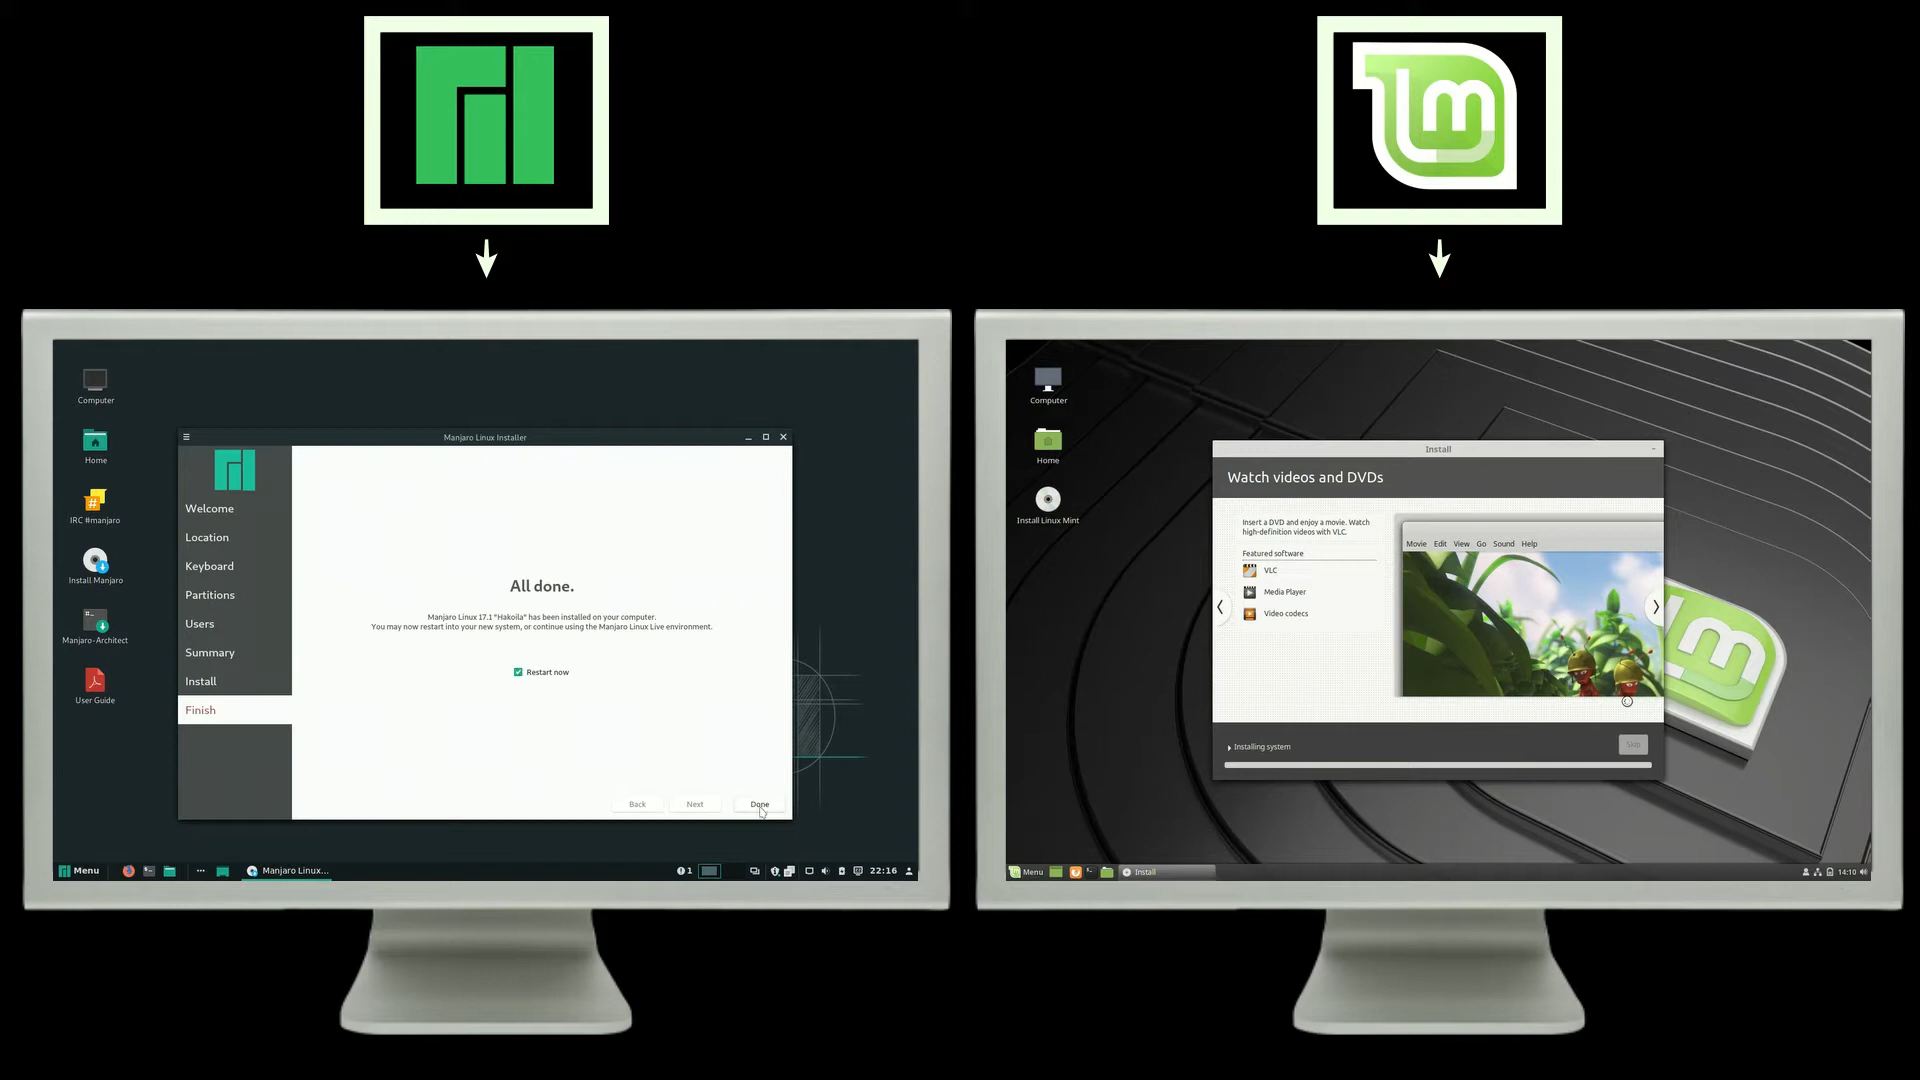 lm
Computer
Home
IRC #manjaro
Install Manjaro
Manjaro-Architect
User Guide
Manjaro Linux Installer
Welcome
Location
Keyboard
Partitions
Users
Summary
Install
Finish
All done.
Manjaro Linux 17.1 "Hakoila" has been installed on your computer.
You may now restart into your new system, or continue using the Manjaro Linux Live environment.
Restart now
Back Next Done
Menu Manjaro Linux... 1 22:16
Computer
Home
Install Linux Mint
Install
Watch videos and DVDs
Insert a DVD and enjoy a movie. Watch
high-definition videos with VLC.
Featured software
VLC
Media Player
Video codecs
Movie Edit View Go Sound Help
lm
Installing system
Skip
Menu Install 14:10